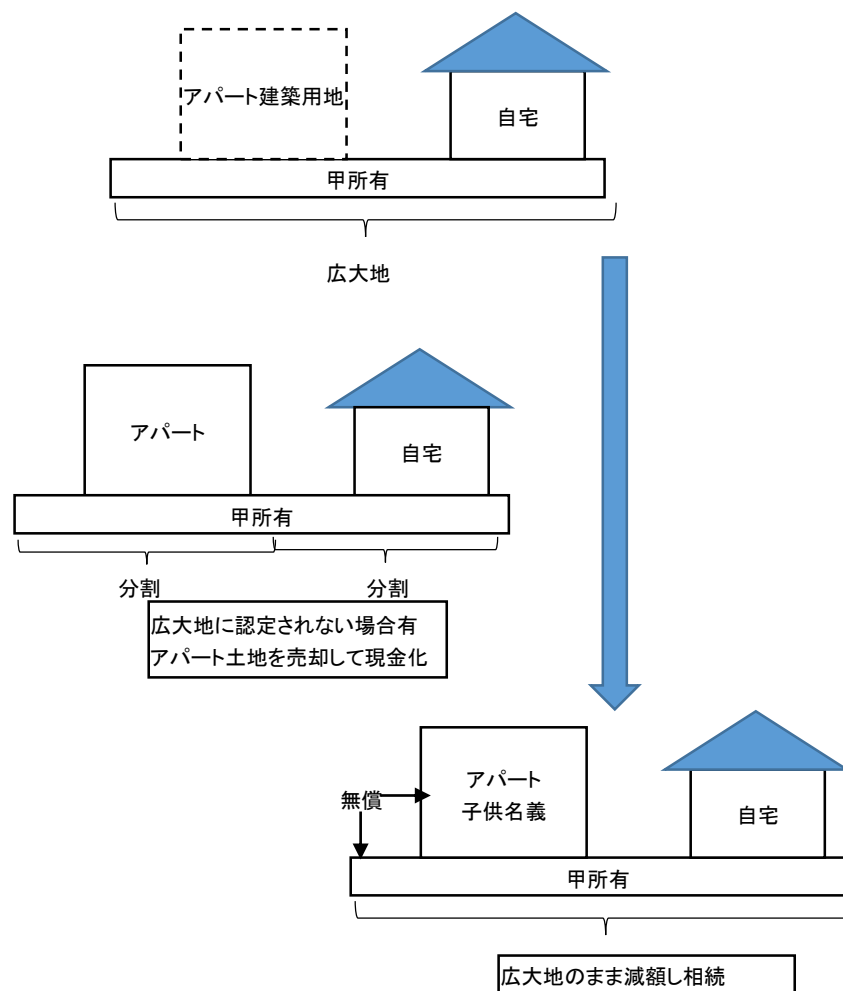 アパート建築用地
自宅
甲所有
広大地
アパート
自宅
甲所有
分割
分割
広大地に認定されない場合有
アパート土地を売却して現金化
無償
アパート
子供名義
自宅
甲所有
広大地のまま減額し相続